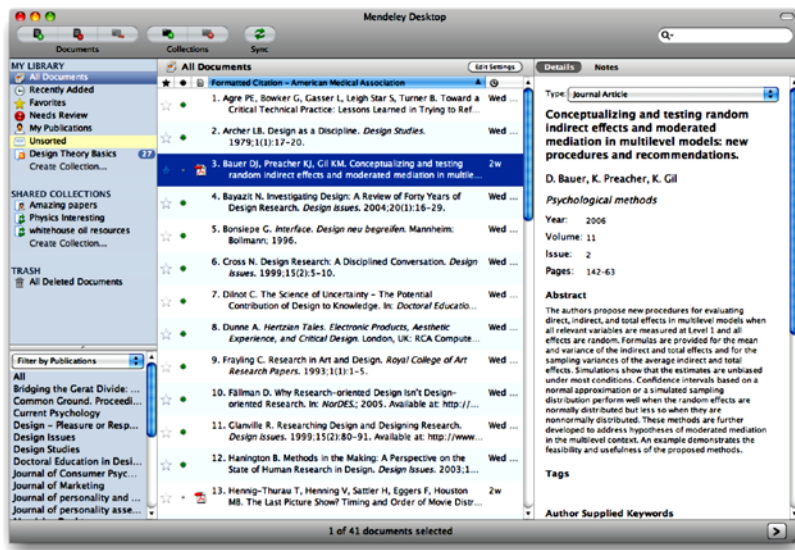 Mendeley Desktop
Documents
Collections
Sync
MY LIBRARY
All Documents
Recently Added
Favorites
Needs Review
My Publications
Unsorted
Design Theory Basics 27
Create Collection...
SHARED COLLECTIONS
Amazing papers
Physics Interesting
whitehouse oil resources
Create Collection...
TRASH
All Deleted Documents
Filter by Publications
All
Bridging the Gerat Divide: ...
Common Ground. Proceedi...
Current Psychology
Design – Pleasure or Resp...
Design Issues
Design Studies
Doctoral Education in Desi...
Journal of Consumer Psyc...
Journal of Marketing
Journal of personality and ...
Journal of personality asse...
All Documents
Edit Settings
Formatted Citation – American Medical Association
1. Agre PE, Bowker G, Gasser L, Leigh Star S, Turner B. Toward a Wed ...
Critical Technical Practice: Lessons Learned in Trying to Ref...
2. Archer LB. Design as a Discipline. Design Studies. Wed ...
1979;1(1):17-20.
3. Bauer DJ, Preacher KJ, Gil KM. Conceptualizing and testing 2w
random indirect effects and moderated mediation in multile...
4. Bayazit N. Investigating Design: A Review of Forty Years of Wed ...
Design Research. Design Issues. 2004;20(1):16-29.
5. Bonsiepe G. Interface. Design neu begreifen. Mannheim: Wed ...
Bollmann; 1996.
6. Cross N. Design Research: A Disciplined Conversation. Design Wed ...
Issues. 1999;15(2):5-10.
7. Dilnot C. The Science of Uncertainty – The Potential Wed ...
Contribution of Design to Knowledge. In: Doctoral Educatio...
8. Dunne A. Hertzian Tales. Electronic Products, Aesthetic Wed ...
Experience, and Critical Design. London, UK: RCA Compute...
9. Frayling C. Research in Art and Design. Royal College of Art Wed ...
Research Papers. 1993;1(1):1-5.
10. Fällman D. Why Research-oriented Design Isn't Design- Wed ...
oriented Research. In: NorDES.; 2005. Available at: http://...
11. Glanville R. Researching Design and Designing Research. Wed ...
Design Issues. 1999;15(2):80-91. Available at: http://www...
12. Hanington B. Methods in the Making: A Perspective on the Wed ...
State of Human Research in Design. Design Issues. 2003;1...
13. Hennig-Thurau T, Henning V, Sattler H, Eggers F, Houston 2w
MB. The Last Picture Show? Timing and Order of Movie Distr...
Details Notes
Type: Journal Article
Conceptualizing and testing random
indirect effects and moderated
mediation in multilevel models: new
procedures and recommendations.
D. Bauer, K. Preacher, K. Gil
Psychological methods
Year: 2006
Volume: 11
Issue: 2
Pages: 142-63
Abstract
The authors propose new procedures for evaluating
direct, indirect, and total effects in multilevel models when
all relevant variables are measured at Level 1 and all
effects are random. Formulas are provided for the mean
and variance of the indirect and total effects and for the
sampling variances of the average indirect and total
effects. Simulations show that the estimates are unbiased
under most conditions. Confidence intervals based on a
normal approximation or a simulated sampling
distribution perform well when the random effects are
normally distributed but less so when they are
nonnormally distributed. These methods are further
developed to address hypotheses of moderated mediation
in the multilevel context. An example demonstrates the
feasibility and usefulness of the proposed methods.
Tags
Author Supplied Keywords
1 of 41 documents selected